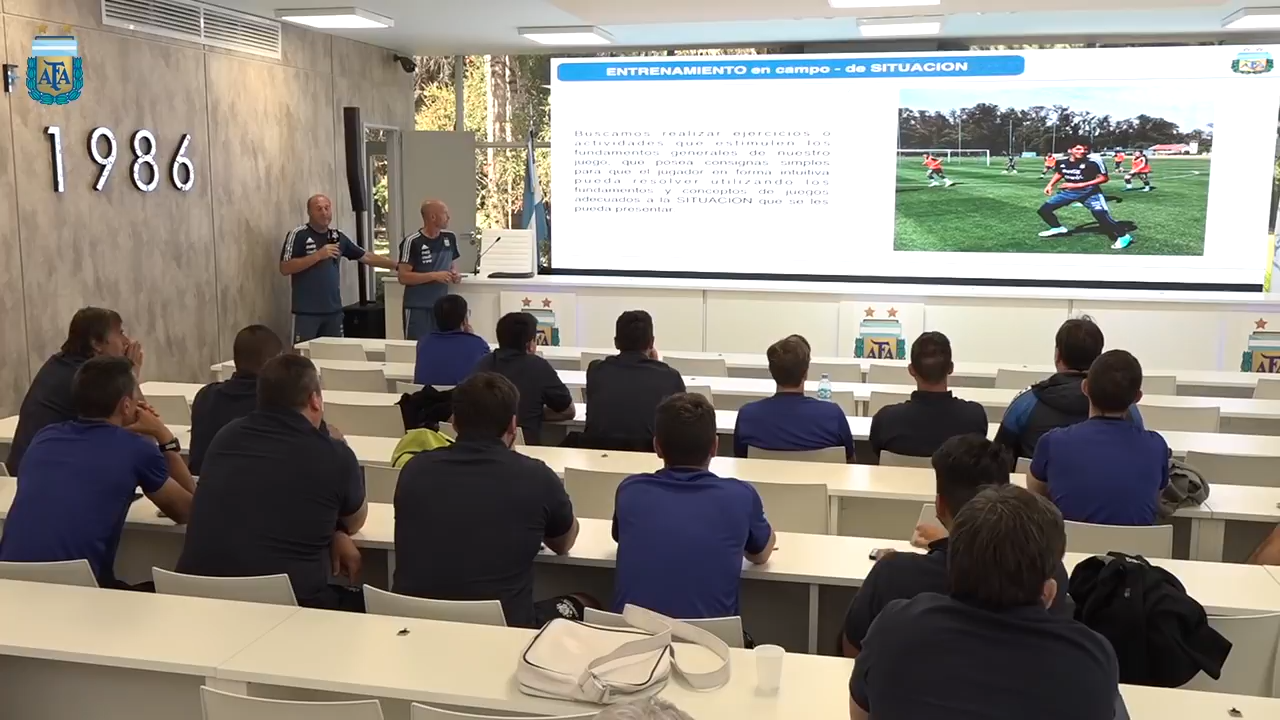 AFA
1986
ENTRENAMIENTO en campo - de SITUACION
Buscamos realizar ejercicios o
actividades que estimulen los
fundamentos generales de nuestro
juego, que posea consignas simples
para que el jugador en forma intuitiva
pueda resolver utilizando los
fundamentos y conceptos de juegos
adecuados a la SITUACION que se les
pueda presentar
AFA